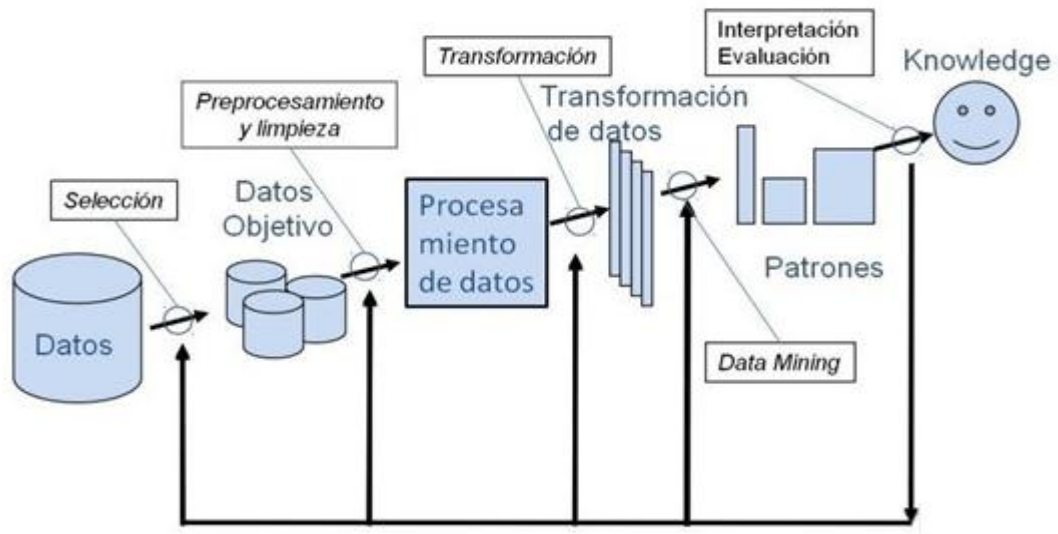 Interpretación
Evaluación
Knowledge
Transformación
Transformación
de datos
Preprocesamiento
y limpieza
Selección
Datos
Objetivo
Procesa
miento
de datos
Patrones
Datos
Data Mining